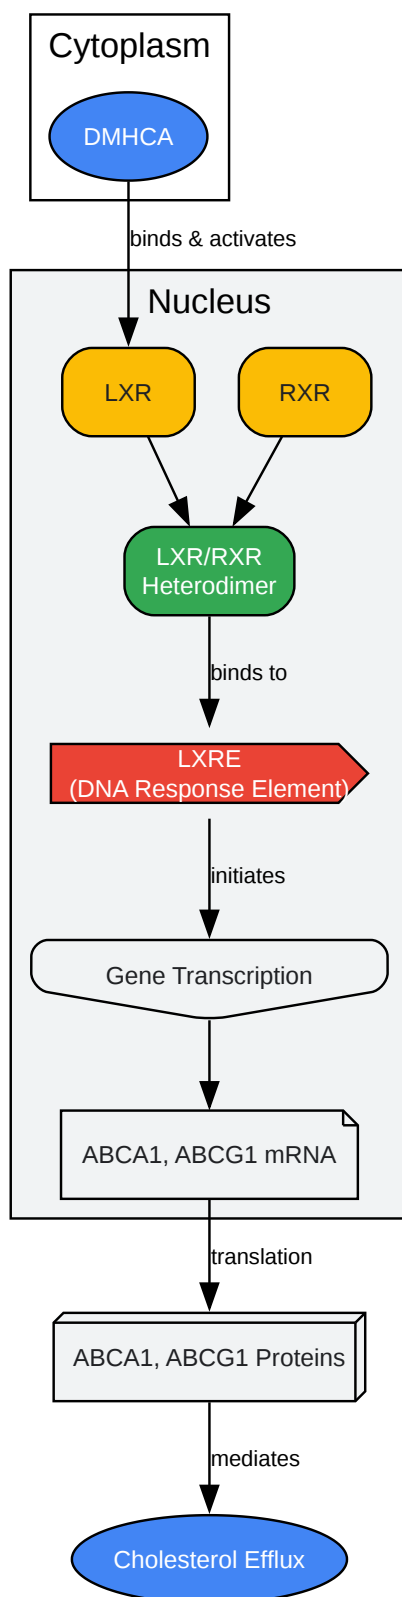 Cytoplasm
DMHCA
binds & activates
Nucleus
LXR
RXR
LXR/RXR
Heterodimer
binds to
LXRE
(DNA Response Element)
initiates
Gene Transcription
ABCA1, ABCG1 mRNA
translation
ABCA1, ABCG1 Proteins
mediates
Cholesterol Efflux